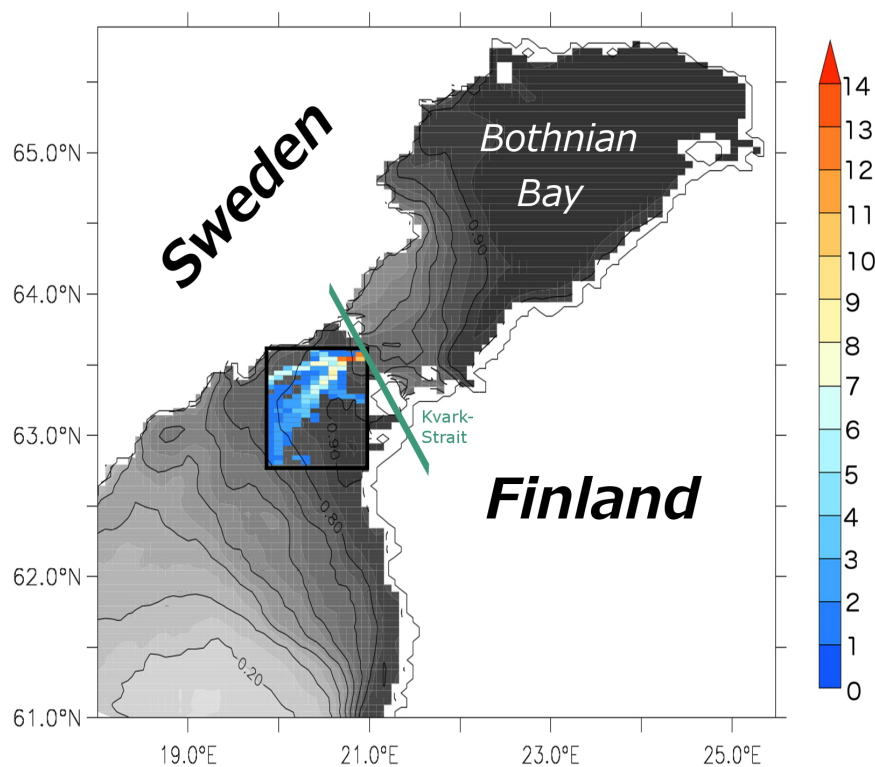 Sweden
Bothnian
Bay
Kvark-
Strait
Finland
0.90
0.90
0.80
0.20
65.0°N
64.0°N
63.0°N
62.0°N
61.0°N
19.0°E
21.0°E
23.0°E
25.0°E
14
13
12
11
10
9
8
7
6
5
4
3
2
1
0